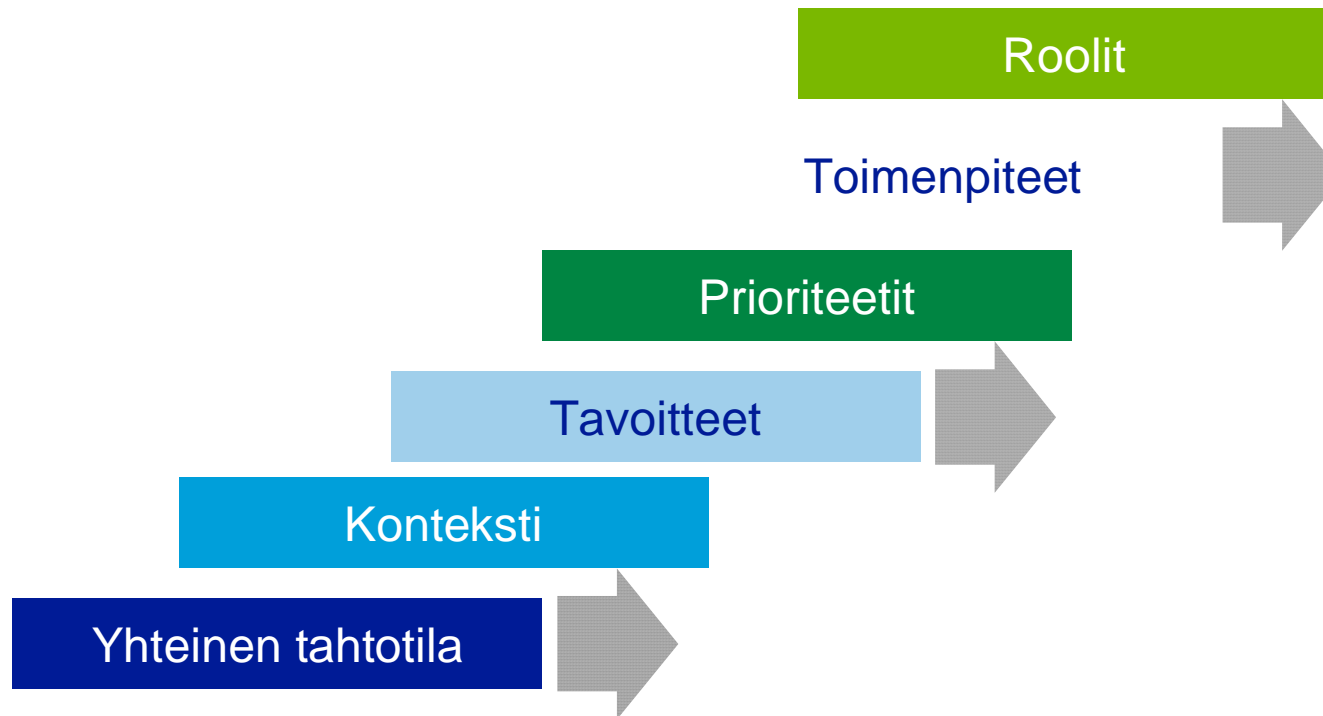 Roolit
Toimenpiteet
Prioriteetit
Tavoitteet
Konteksti
Yhteinen tahtotila